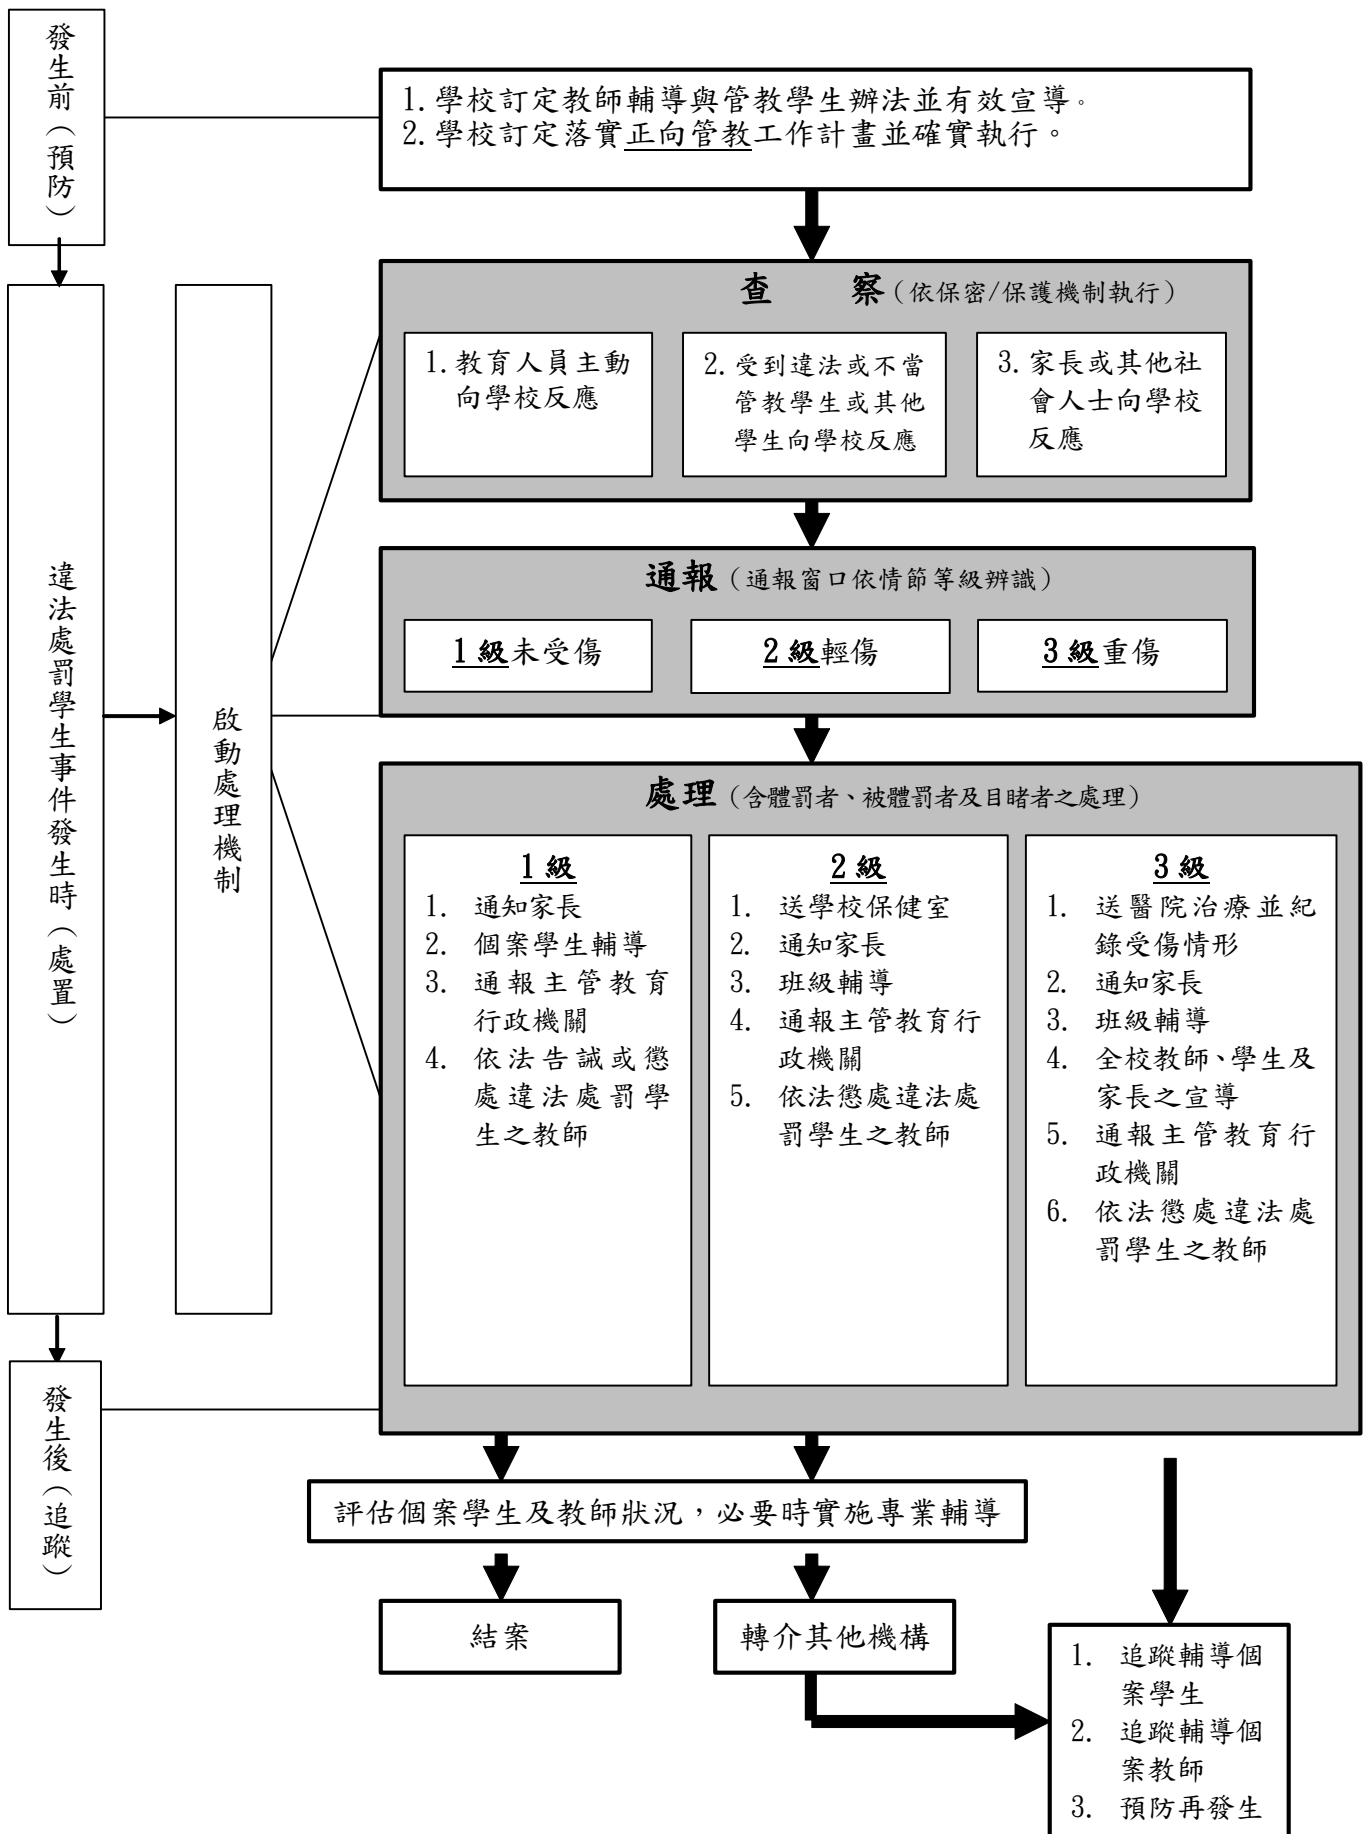 發生前（預防）
1.學校訂定教師輔導與管教學生辦法並有效宣導。
2.學校訂定落實正向管教工作計畫並確實執行。
違法處罰學生事件發生時（處置）
啟動處理機制
查　察（依保密/保護機制執行）
1.教育人員主動
向學校反應
2.受到違法或不當
管教學生或其他
學生向學校反應
3.家長或其他社
會人士向學校
反應
通報（通報窗口依情節等級辨識）
1級未受傷
2級輕傷
3級重傷
處理（含體罰者、被體罰者及目睹者之處理）
1級
1. 通知家長
2. 個案學生輔導
3. 通報主管教育
行政機關
4. 依法告誡或懲
處違法處罰學
生之教師
2級
1. 送學校保健室
2. 通知家長
3. 班級輔導
4. 通報主管教育行
政機關
5. 依法懲處違法處
罰學生之教師
3級
1. 送醫院治療並紀
錄受傷情形
2. 通知家長
3. 班級輔導
4. 全校教師、學生及
家長之宣導
5. 通報主管教育行
政機關
6. 依法懲處違法處
罰學生之教師
發生後（追蹤）
評估個案學生及教師狀況，必要時實施專業輔導
結案
轉介其他機構
1. 追蹤輔導個
案學生
2. 追蹤輔導個
案教師
3. 預防再發生